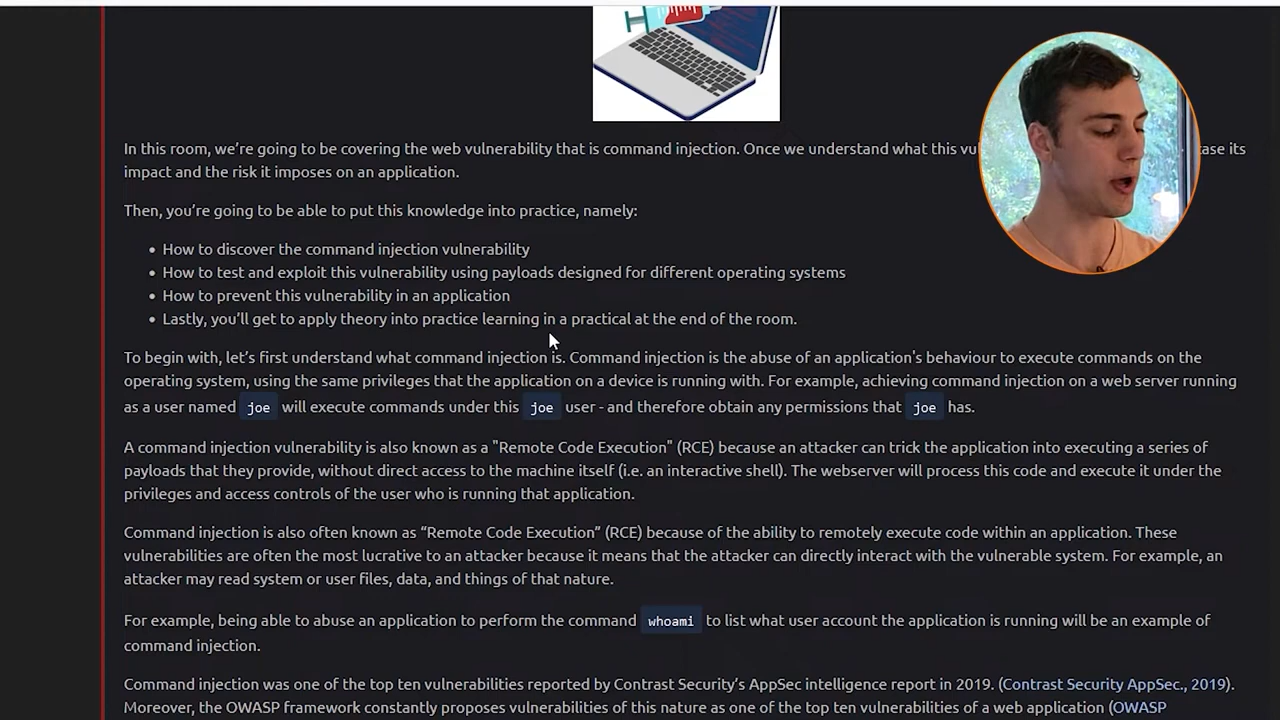 In this room, we're going to be covering the web vulnerability that is command injection. Once we understand what this its
impact and the risk it imposes on an application.
Then, you're going to be able to put this knowledge into practice, namely:
• How to discover the command injection vulnerability
• How to test and exploit this vulnerability using payloads designed for different operating systems
• How to prevent this vulnerability in an application
• Lastly, you'll get to apply theory into practice learning in a practical at the end of the room.
To begin with, let's first understand what command injection is. Command injection is the abuse of an application's behaviour to execute commands on the
operating system, using the same privileges that the application on a device is running with. For example, achieving command injection on a web server running
as a user named joe will execute commands under this joe user - and therefore obtain any permissions that joe has.
A command injection vulnerability is also known as a "Remote Code Execution" (RCE) because an attacker can trick the application into executing a series of
payloads that they provide, without direct access to the machine itself (i.e. an interactive shell). The webserver will process this code and execute it under the
privileges and access controls of the user who is running that application.
Command injection is also often known as “Remote Code Execution” (RCE) because of the ability to remotely execute code within an application. These
vulnerabilities are often the most lucrative to an attacker because it means that the attacker can directly interact with the vulnerable system. For example, an
attacker may read system or user files, data, and things of that nature.
For example, being able to abuse an application to perform the command whoami to list what user account the application is running will be an example of
command injection.
Command injection was one of the top ten vulnerabilities reported by Contrast Security's AppSec intelligence report in 2019. (Contrast Security AppSec., 2019).
Moreover, the OWASP framework constantly proposes vulnerabilities of this nature as one of the top ten vulnerabilities of a web application (OWASP